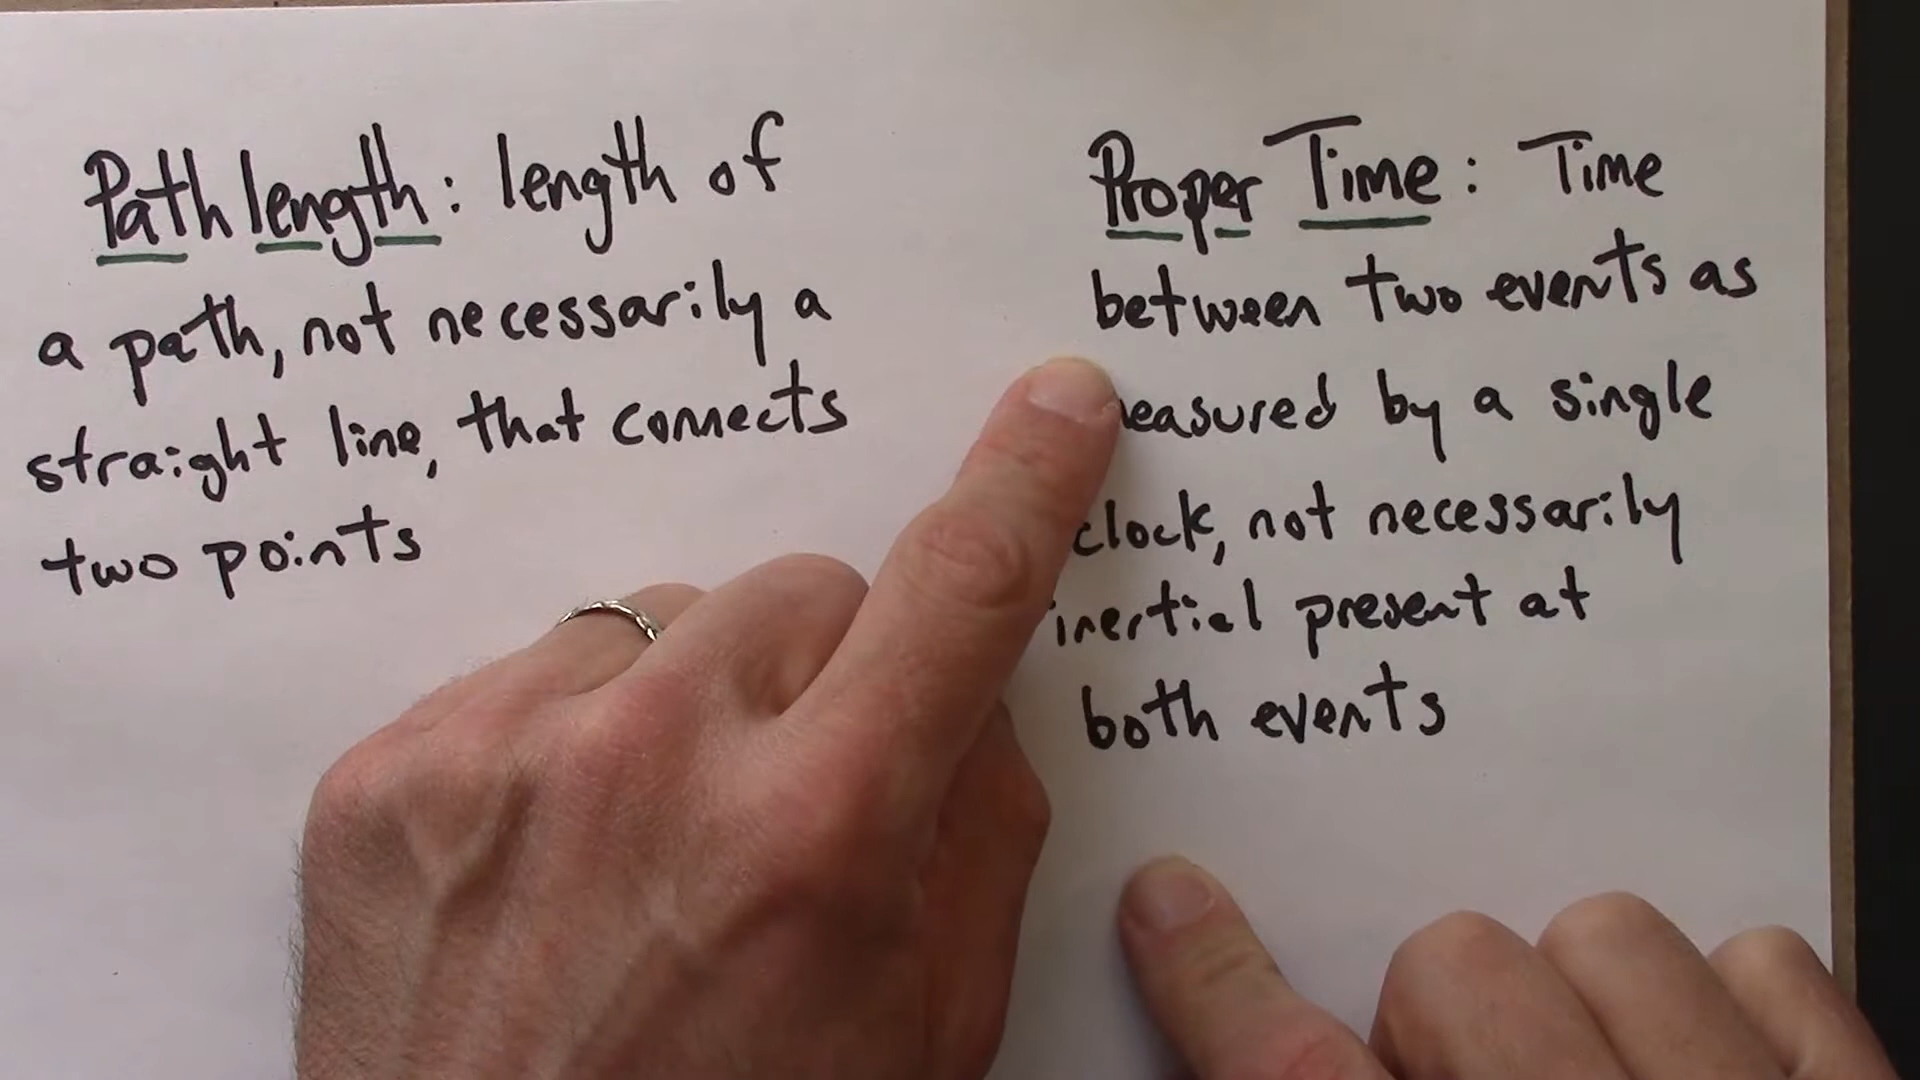 Path length: length of
a path, not necessarily a
straight line, that connects
two points
Proper Time: Time
between two events as
easured by a single
clock, not necessarily
inertial present at
both events